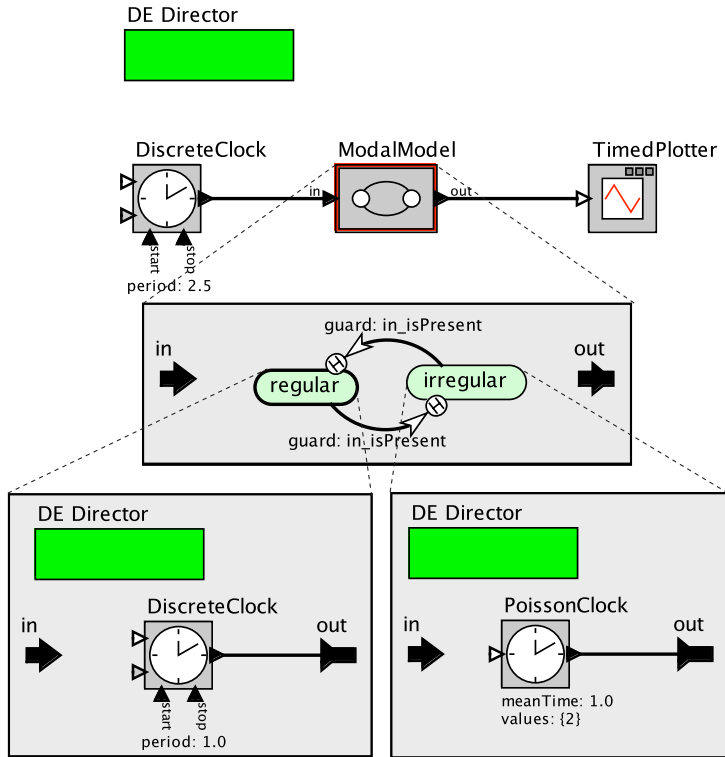 DE Director
DiscreteClock
ModalModel
TimedPlotter
in
out
start
stop
period: 2.5
guard: in_isPresent
in
out
regular
irregular
guard: in_isPresent
H
H
DE Director
DiscreteClock
in
out
start
stop
period: 1.0
DE Director
PoissonClock
in
out
meanTime: 1.0
values: {2}